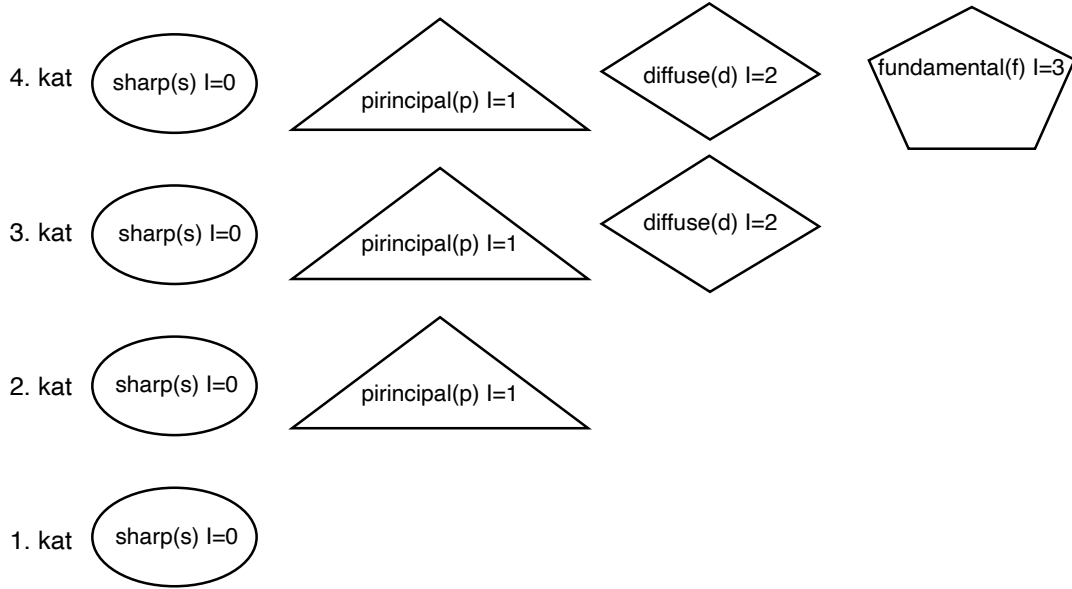 4. kat sharp(s) l=0 pirincipal(p) l=1 diffuse(d) l=2 fundamental(f) l=3
3. kat sharp(s) l=0 pirincipal(p) l=1 diffuse(d) l=2
2. kat sharp(s) l=0 pirincipal(p) l=1
1. kat sharp(s) l=0